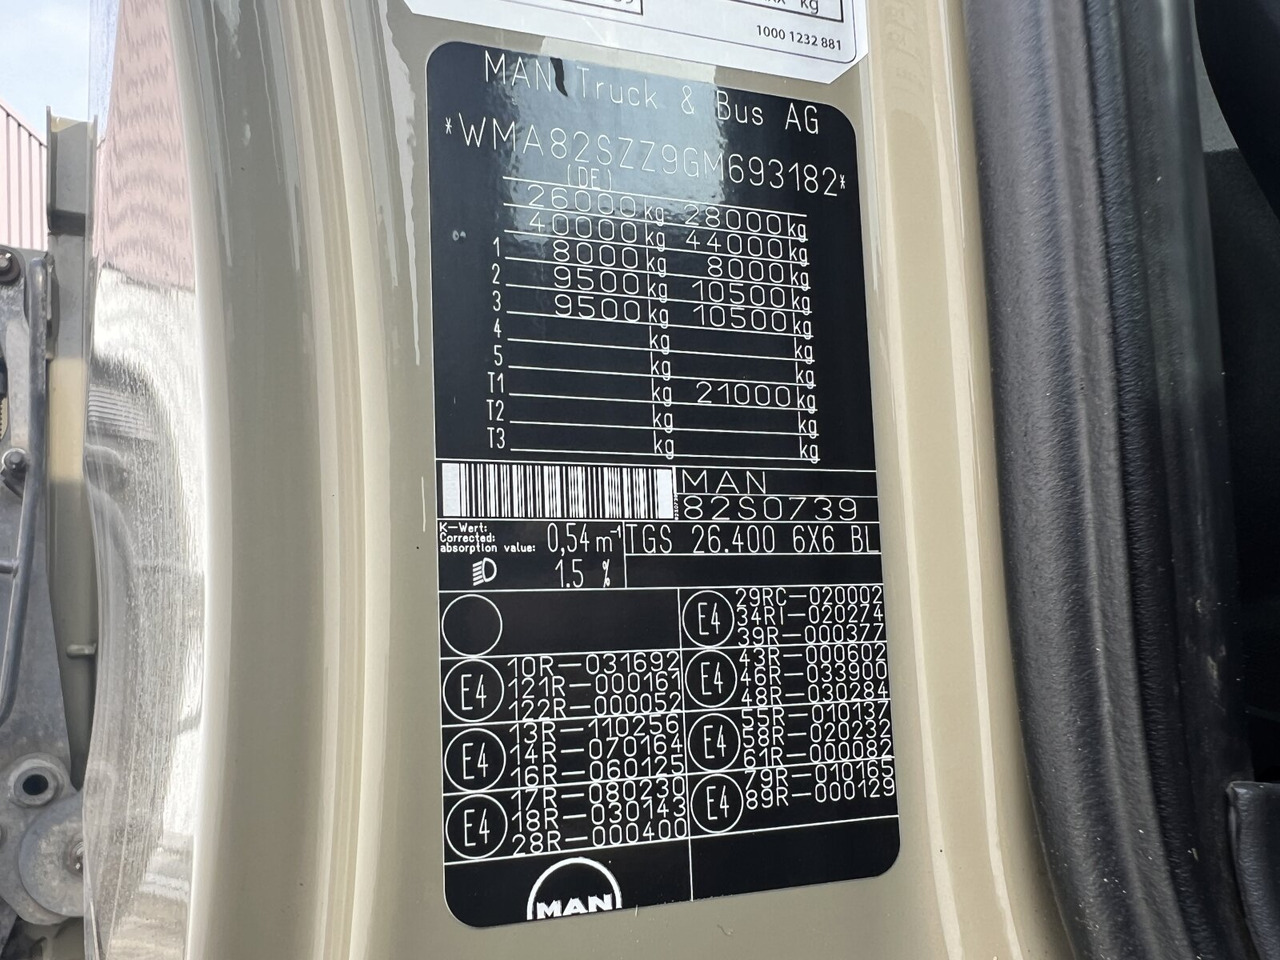 kg
1000 1232 881
MAN Truck & Bus AG
*WMA82SZZ9GM693182*
(DE)
26000 kg 28000 kg
40000 kg 44000 kg
1 8000 kg 8000 kg
2 9500 kg 10500 kg
3 9500 kg 10500 kg
4 kg kg
5 kg kg
T1 kg 21000 kg
T2 kg kg
T3 kg kg
MAN
82S0739
K-Wert:
Corrected:
absorption value: 0,54 m⁻¹
TGS 26.400 6X6 BL
1.5 %
E4
10R-031692
121R-000161
122R-000052
E4
13R-110256
14R-070164
16R-060125
E4
17R-080230
18R-030143
28R-000400
E4
29RC-020002
34RI-020274
39R-000377
E4
43R-000602
46R-033900
48R-030284
E4
55R-010137
58R-020232
61R-000082
E4
79R-010165
89R-000129
MAN